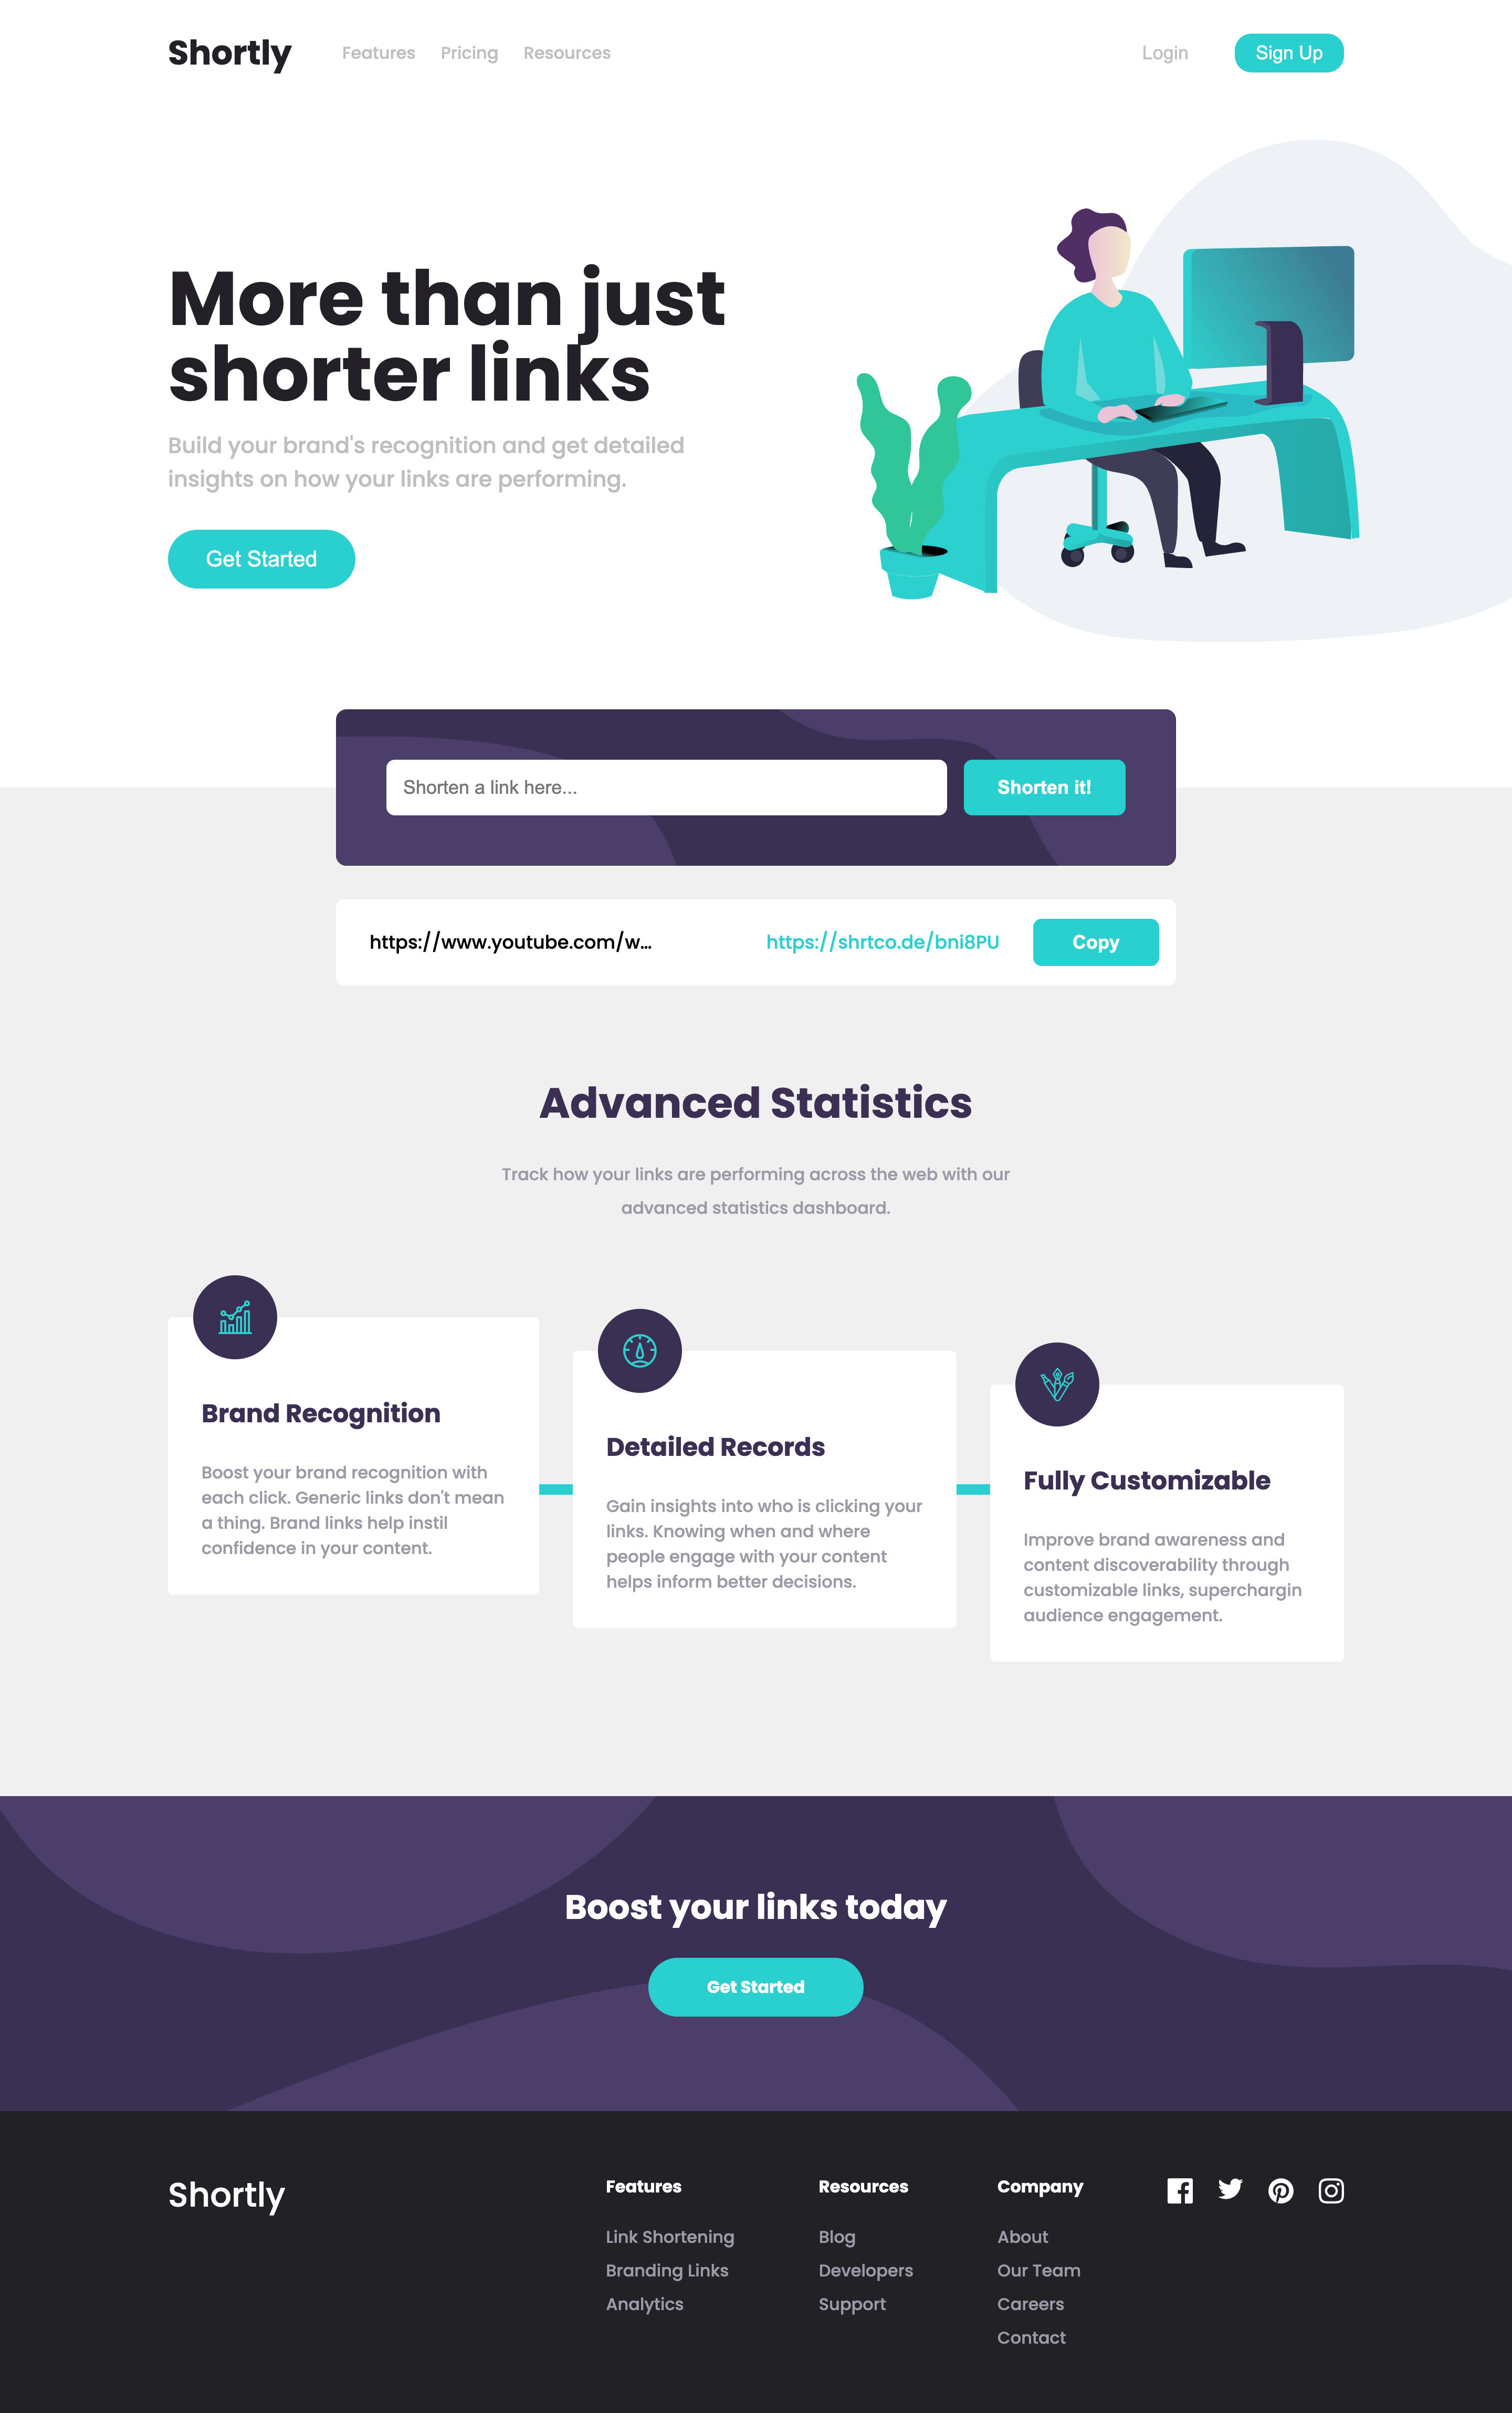 Shortly
Features
Pricing
Resources
Login
Sign Up
More than just
shorter links
Build your brand's recognition and get detailed
insights on how your links are performing.
Get Started
Shorten a link here...
Shorten it!
https://www.youtube.com/w...
https://shrtco.de/bni8PU
Copy
Advanced Statistics
Track how your links are performing across the web with our
advanced statistics dashboard.
Brand Recognition
Boost your brand recognition with
each click. Generic links don't mean
a thing. Brand links help instil
confidence in your content.
Detailed Records
Gain insights into who is clicking your
links. Knowing when and where
people engage with your content
helps inform better decisions.
Fully Customizable
Improve brand awareness and
content discoverability through
customizable links, superchargin
audience engagement.
Boost your links today
Get Started
Shortly
Features
Link Shortening
Branding Links
Analytics
Resources
Blog
Developers
Support
Company
About
Our Team
Careers
Contact